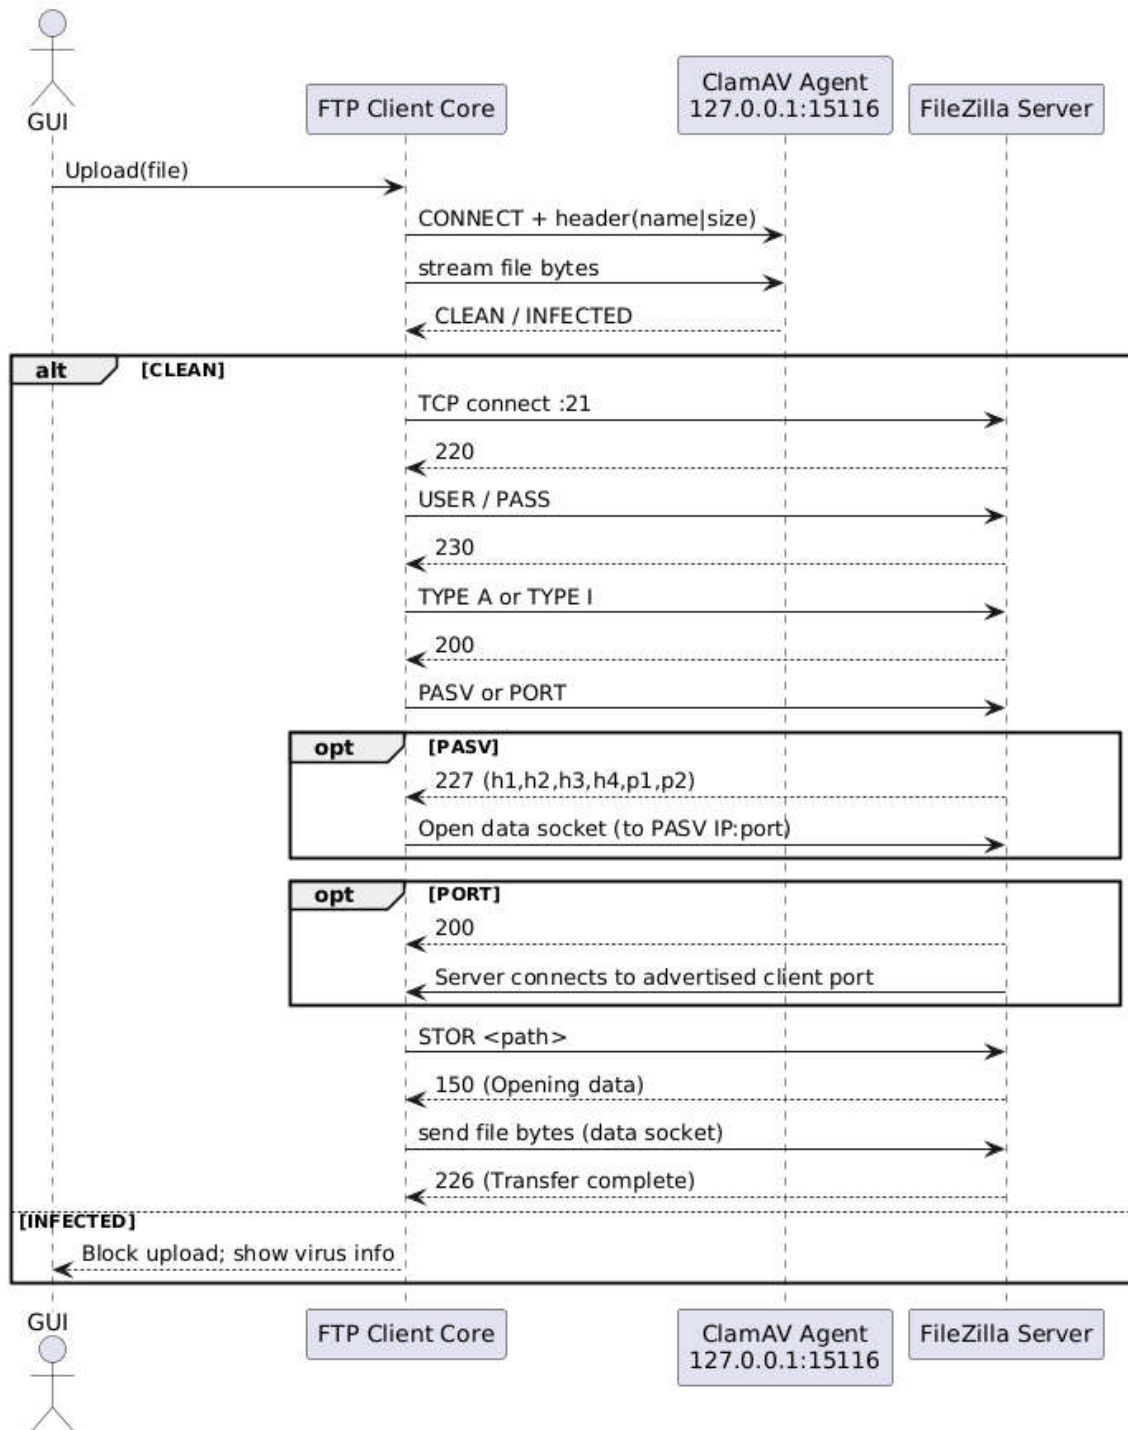 GUI
FTP Client Core
ClamAV Agent
127.0.0.1:15116
FileZilla Server
Upload(file)
CONNECT + header(name|size)
stream file bytes
CLEAN / INFECTED
alt
[CLEAN]
TCP connect :21
220
USER / PASS
230
TYPE A or TYPE I
200
PASV or PORT
opt
[PASV]
227 (h1,h2,h3,h4,p1,p2)
Open data socket (to PASV IP:port)
opt
[PORT]
200
Server connects to advertised client port
STOR <path>
150 (Opening data)
send file bytes (data socket)
226 (Transfer complete)
[INFECTED]
Block upload; show virus info
GUI
FTP Client Core
ClamAV Agent
127.0.0.1:15116
FileZilla Server